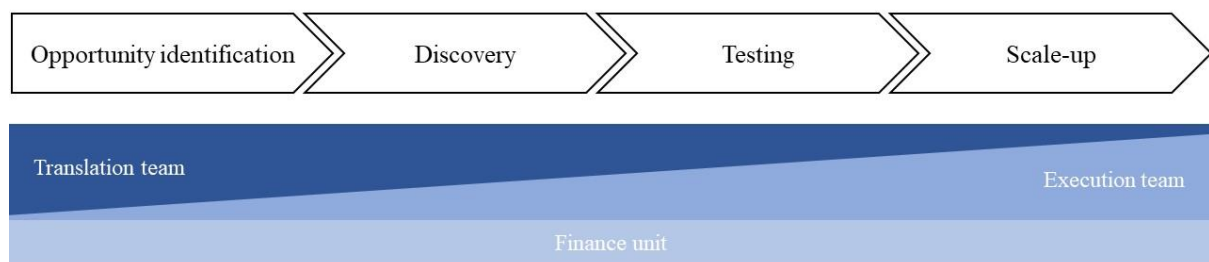 Opportunity identification
Discovery
Testing
Scale-up
Translation team
Execution team
Finance unit